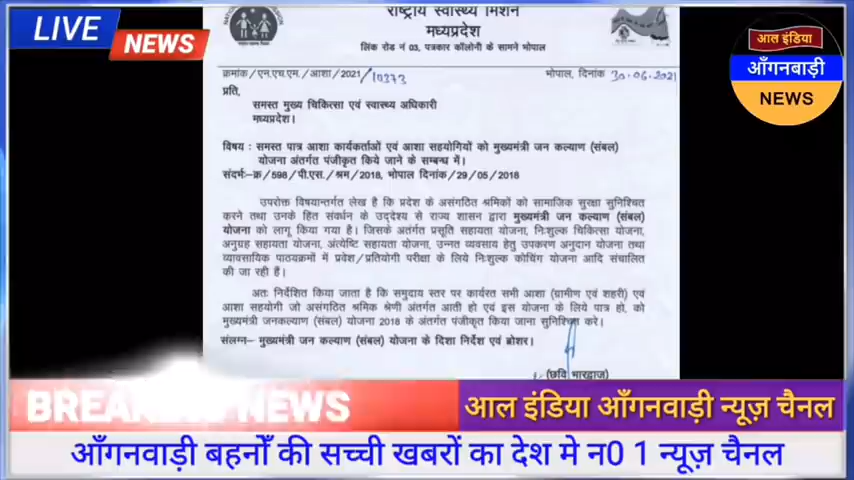 LIVE
NEWS
राष्ट्रीय स्वास्थ्य मिशन
मध्यप्रदेश
लिंक रोड नं 03, पत्रकार कॉलोनी के सामने भोपाल
क्रमांक/एन.एच.एम./आशा/2021/10373 भोपाल, दिनांक 30-06-2021
प्रति,
समस्त मुख्य चिकित्सा एवं स्वास्थ्य अधिकारी
मध्यप्रदेश।
विषय : समस्त पात्र आशा कार्यकर्ताओं एवं आशा सहयोगियों को मुख्यमंत्री जन कल्याण (संबल)
योजना अंतर्गत पंजीकृत किये जाने के सम्बन्ध में।
संदर्भः-क्र/598/पी.एस./श्रम/2018, भोपाल दिनांक/29/05/2018
उपरोक्त विषयान्तर्गत लेख है कि प्रदेश के असंगठित श्रमिकों को सामाजिक सुरक्षा सुनिश्चित
करने तथा उनके हित संवर्धन के उद्देश्य से राज्य शासन द्वारा मुख्यमंत्री जन कल्याण (संबल)
योजना को लागू किया गया है। जिसके अतंर्गत प्रसूति सहायता योजना, निःशुल्क चिकित्सा योजना,
अनुग्रह सहायता योजना, अंत्येष्टि सहायता योजना, उन्नत व्यवसाय हेतु उपकरण अनुदान योजना तथा
व्यावसायिक पाठयक्रमों में प्रवेश/प्रतियोगी परीक्षा के लिये निःशुल्क कोचिंग योजना आदि संचालित
की जा रही हैं।
अतः निर्देशित किया जाता है कि समुदाय स्तर पर कार्यरत सभी आशा (ग्रामीण एवं शहरी) एवं
आशा सहयोगी जो असंगठित श्रमिक श्रेणी अंतर्गत आती हो एवं इस योजना के लिये पात्र हो, को
मुख्यमंत्री जनकल्याण (संबल) योजना 2018 के अंतर्गत पंजीकृत किया जाना सुनिश्चित करे।
संलग्न– मुख्यमंत्री जन कल्याण (संबल) योजना के दिशा निर्देश एवं ब्रोशर।
(छवि भारद्वाज)
आल इंडिया
आँगनबाड़ी
NEWS
BREAKING NEWS
आल इंडिया आँगनवाड़ी न्यूज़ चैनल
आँगनवाड़ी बहनोँ की सच्ची खबरों का देश मे न0 1 न्यूज़ चैनल